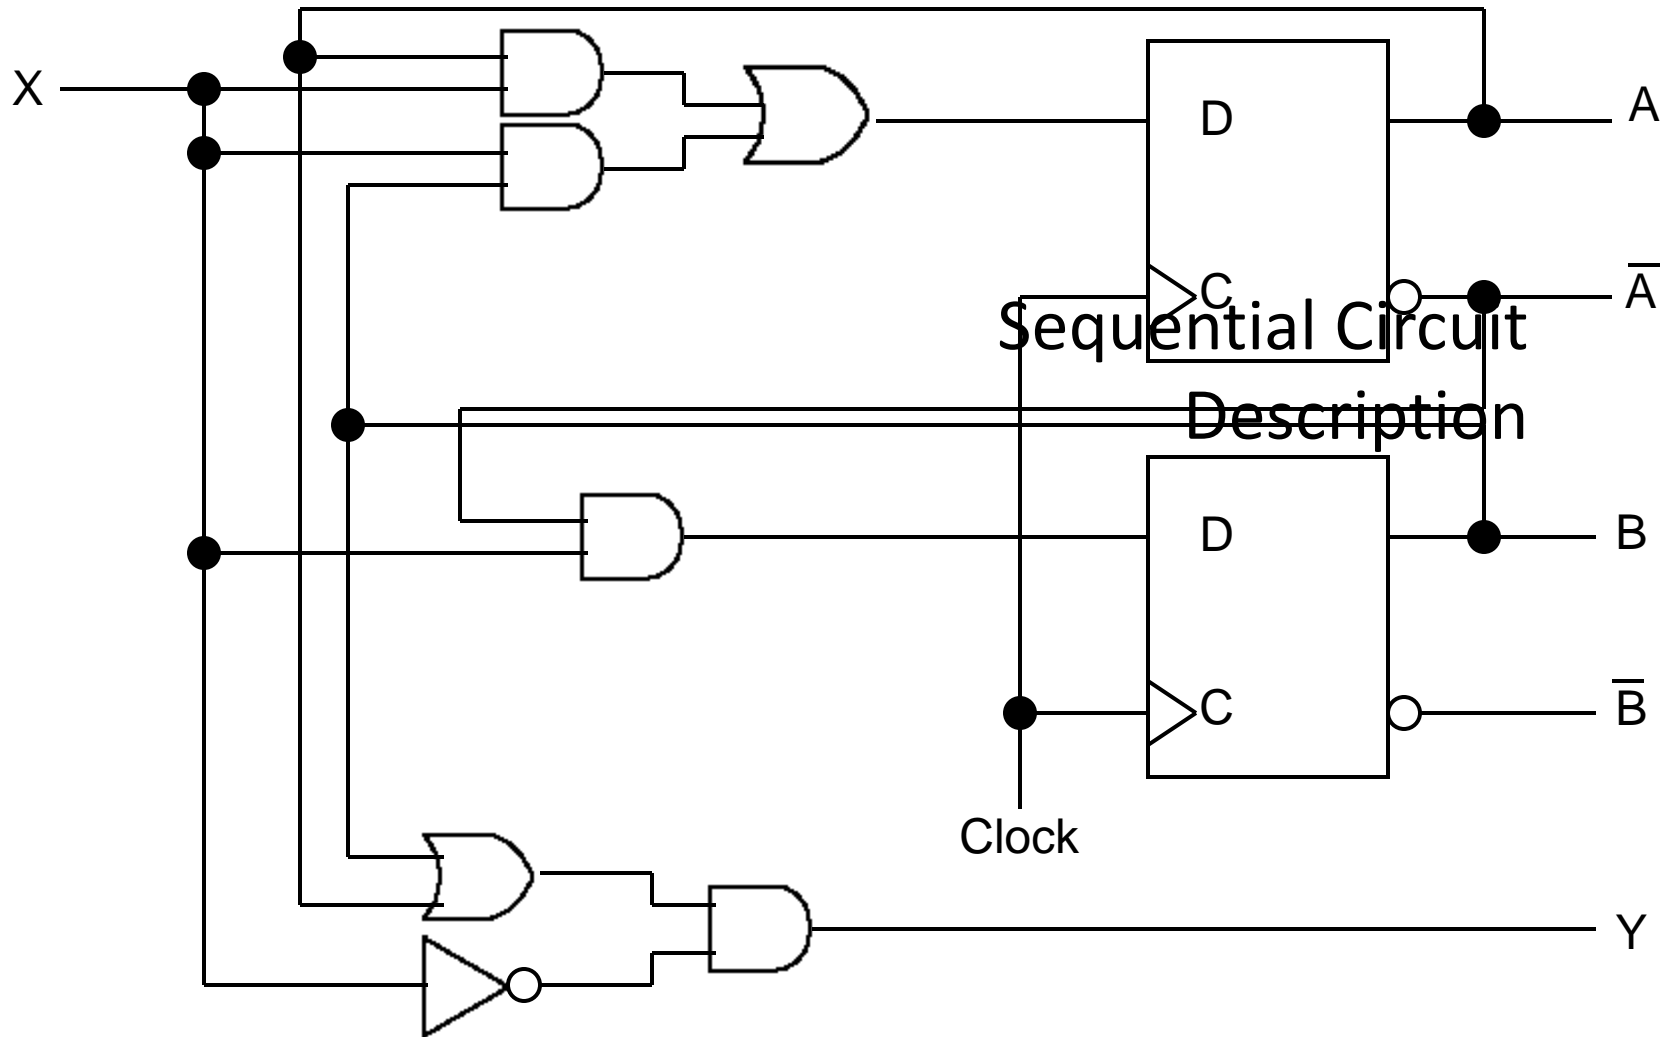 X
D
A
C
A̅
Sequential Circuit
Description
D
B
C
B̅
Clock
Y